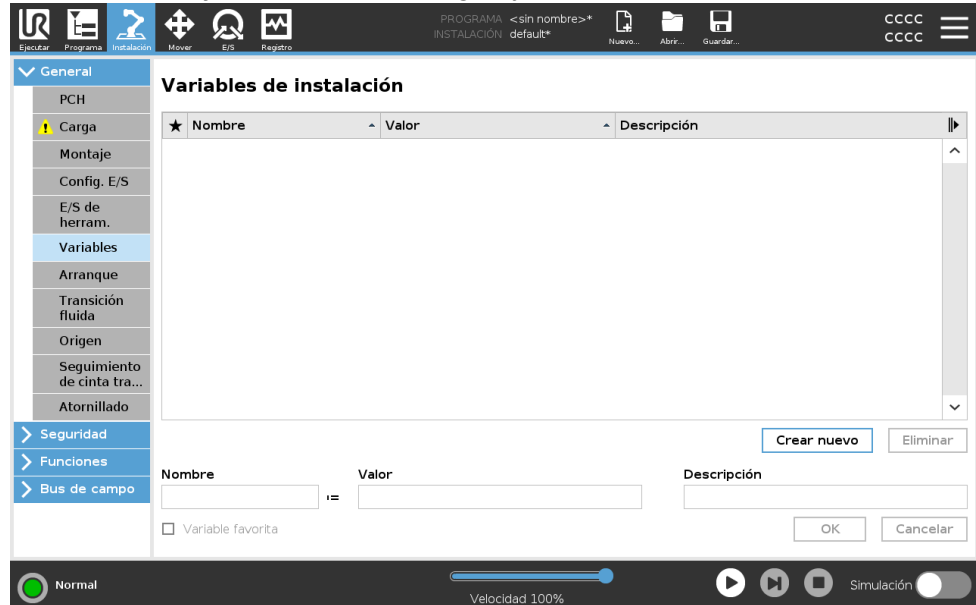 PROGRAMA <sin nombre>*
INSTALACIÓN default*
Ejecutar
Programa
Instalación
Mover
E/S
Registro
Nuevo...
Abrir...
Guardar...
CCCC
CCCC
General
PCH
Carga
Montaje
Config. E/S
E/S de
herram.
Variables
Arranque
Transición
fluida
Origen
Seguimiento
de cinta tra...
Atornillado
Seguridad
Funciones
Bus de campo
Variables de instalación
Nombre Valor Descripción
Crear nuevo Eliminar
Nombre Valor Descripción
:=
Variable favorita
OK Cancelar
Normal
Velocidad 100%
Simulación